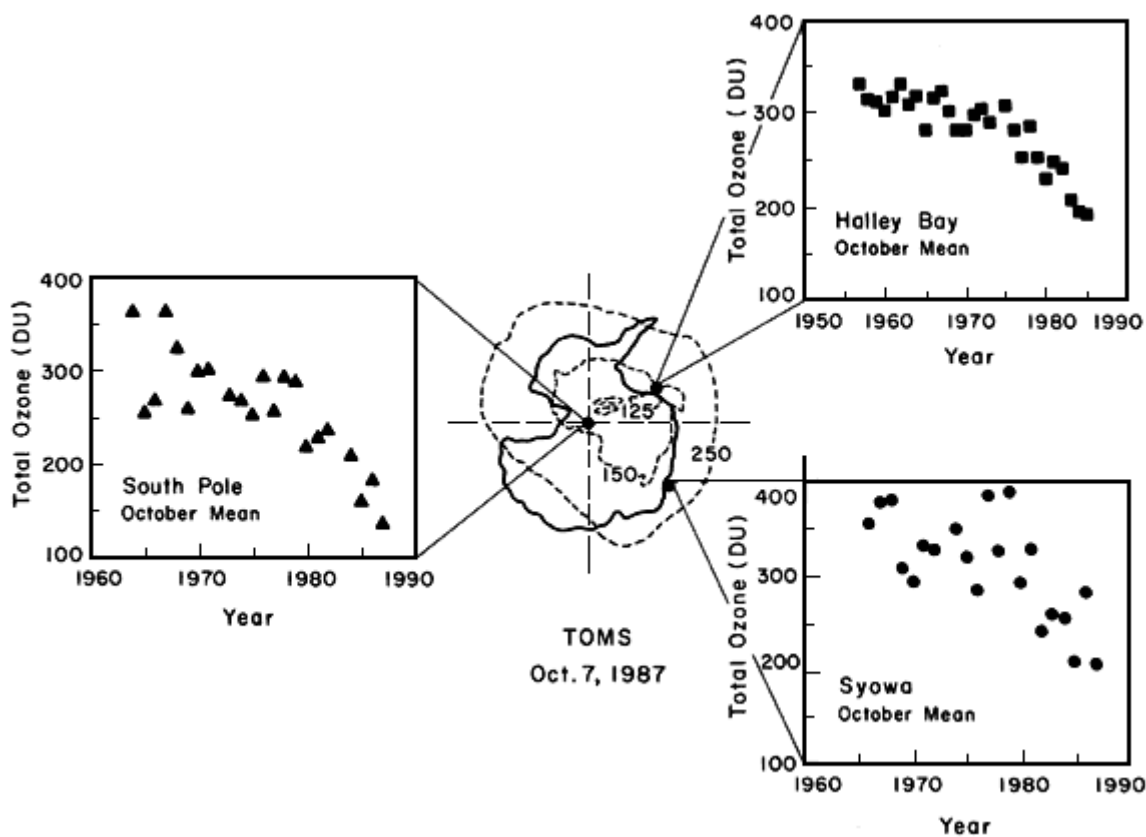 400
300
200
100
Total Ozone (DU)
Halley Bay
October Mean
1950 1960 1970 1980 1990
Year
400
300
200
100
Total Ozone (DU)
South Pole
October Mean
1960 1970 1980 1990
Year
125
250
150
TOMS
Oct. 7, 1987
400
300
200
100
Total Ozone (DU)
Syowa
October Mean
1960 1970 1980 1990
Year